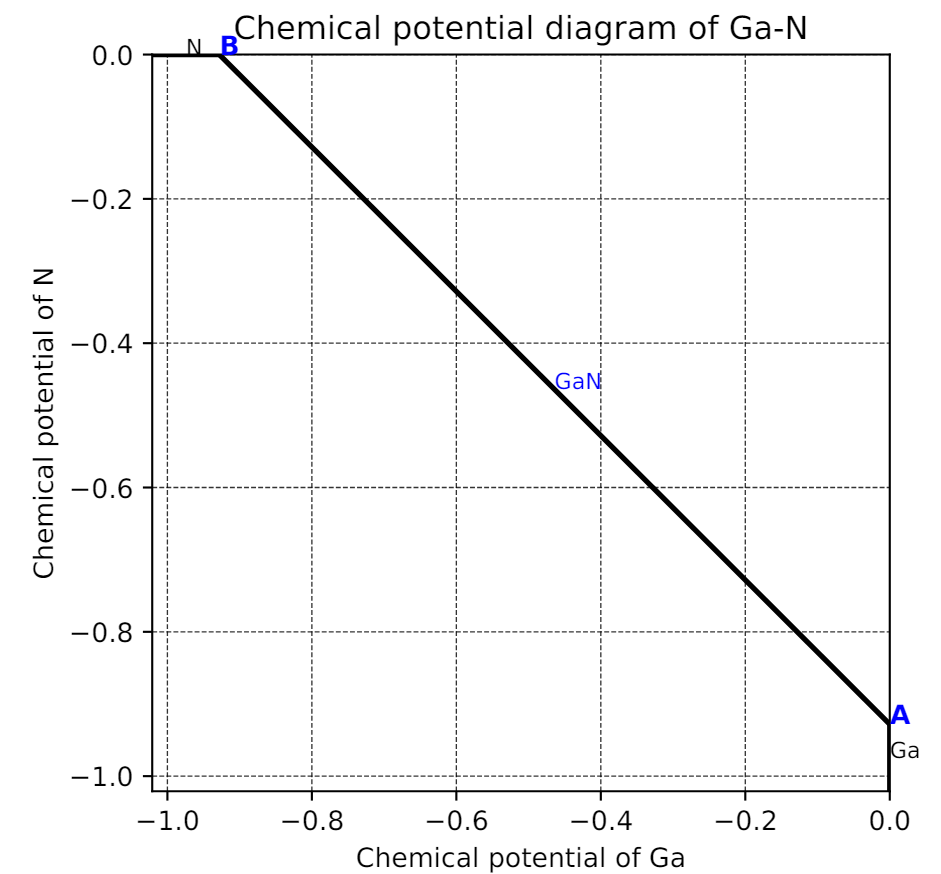 Chemical potential diagram of Ga-N
N
B
0.0
−0.2
−0.4
−0.6
−0.8
−1.0
Chemical potential of N
GaN
A
Ga
−1.0 −0.8 −0.6 −0.4 −0.2 0.0
Chemical potential of Ga